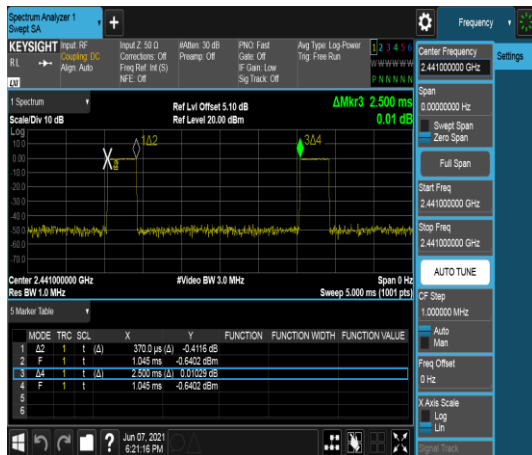 Spectrum Analyzer 1
Swept SA
+
Frequency
KEYSIGHT
RL
LXI
Input: RF
Coupling: DC
Align: Auto
Input Z: 50 Ω
Corrections: Off
Freq Ref: Int (S)
NFE: Off
#Atten: 30 dB
Preamp: Off
PNO: Fast
Gate: Off
IF Gain: Low
Sig Track: Off
Avg Type: Log-Power
Trig: Free Run
1 2 3 4 5 6
W W W W W W
P N N N N N
Center Frequency
2.441000000 GHz
Settings
Span
0.00000000 Hz
Swept Span
Zero Span
Full Span
Start Freq
2.441000000 GHz
Stop Freq
2.441000000 GHz
AUTO TUNE
CF Step
1.000000 MHz
Auto
Man
Freq Offset
0 Hz
X Axis Scale
Log
Lin
Signal Track
1 Spectrum
Scale/Div 10 dB
Ref Lvl Offset 5.10 dB
Ref Level 20.00 dBm
ΔMkr3 2.500 ms
0.01 dB
Log
10.0
0.00
-10.0
-20.0
-30.0
-40.0
-50.0
-60.0
-70.0
1Δ2
3Δ4
Center 2.441000000 GHz
Res BW 1.0 MHz
#Video BW 3.0 MHz
Span 0 Hz
Sweep 5.000 ms (1001 pts)
5 Marker Table
MODE TRC SCL X Y FUNCTION FUNCTION WIDTH FUNCTION VALUE
1 Δ2 1 t (Δ) 370.0 µs (Δ) -0.4116 dB
2 F 1 t 1.045 ms -0.6402 dBm
3 Δ4 1 t (Δ) 2.500 ms (Δ) 0.01029 dB
4 F 1 t 1.045 ms -0.6402 dBm
5
6
?
Jun 07, 2021
6:21:16 PM